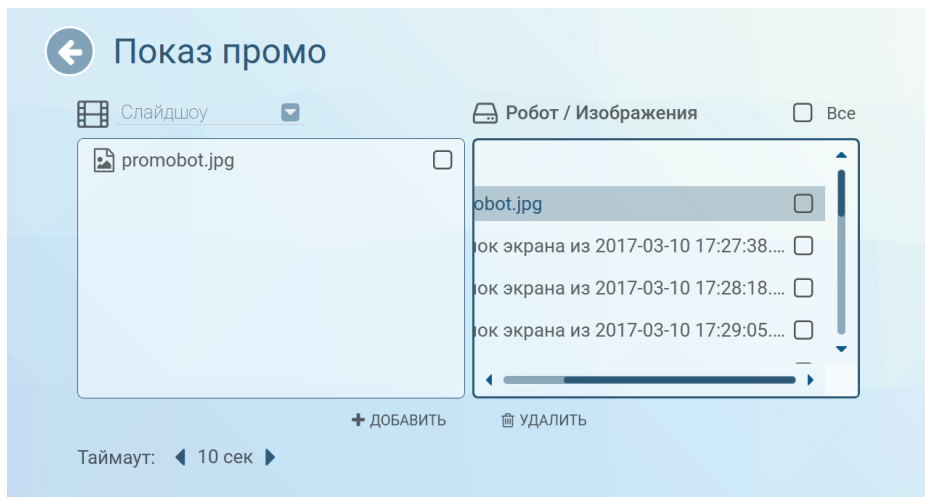 Показ промо
Слайдшоу
Робот / Изображения
Все
promobot.jpg
obot.jpg
ок экрана из 2017-03-10 17:27:38....
ок экрана из 2017-03-10 17:28:18....
ок экрана из 2017-03-10 17:29:05....
ДОБАВИТЬ
УДАЛИТЬ
Таймаут: 10 сек